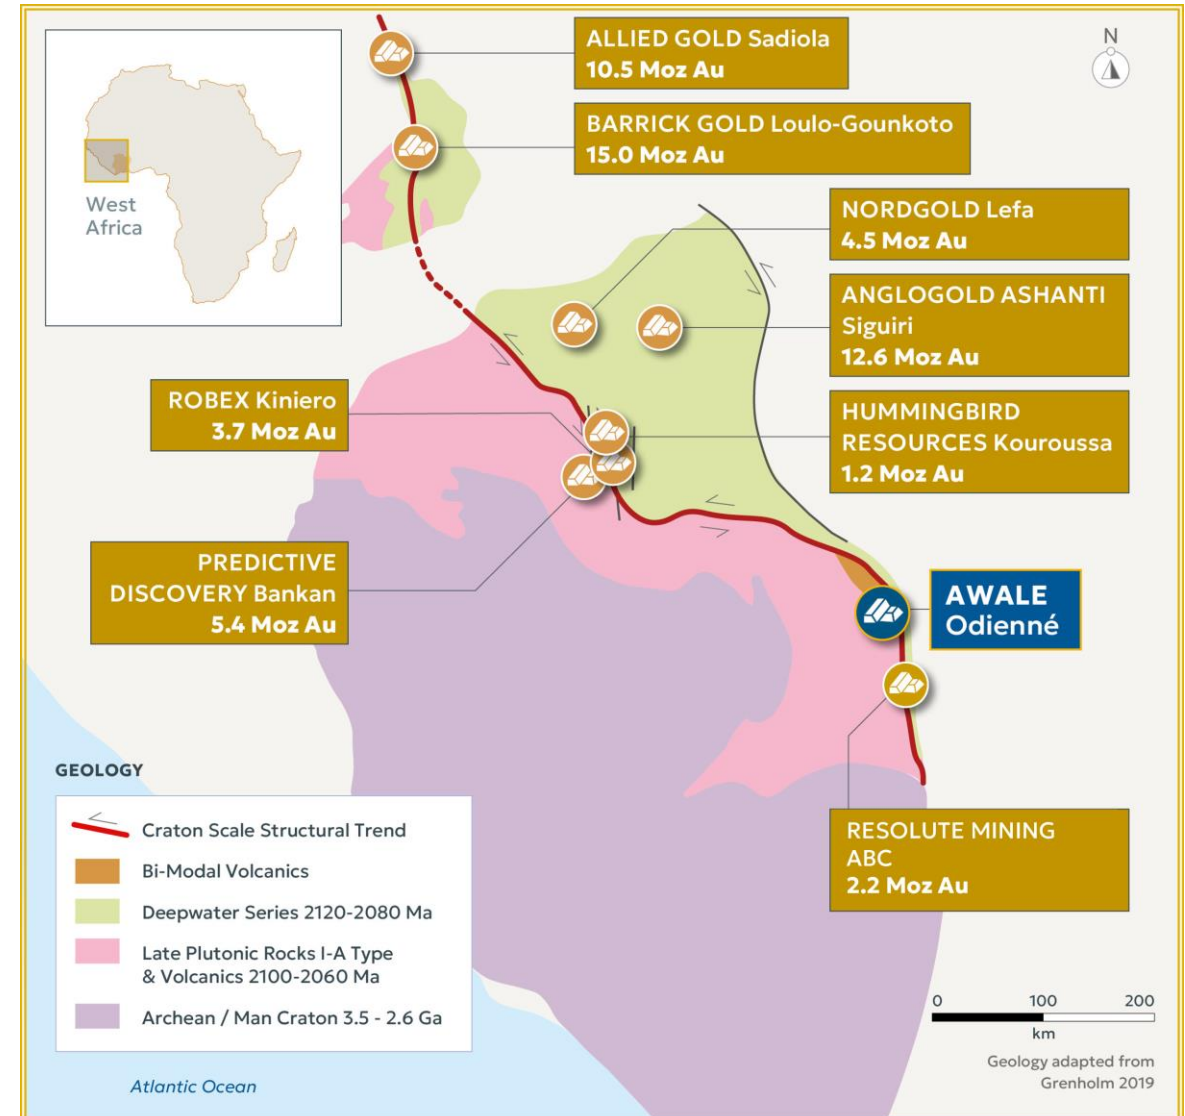 ALLIED GOLD Sadiola
10.5 Moz Au
N
BARRICK GOLD Loulo-Gounkoto
15.0 Moz Au
West
Africa
NORDGOLD Lefa
4.5 Moz Au
ANGLOGOLD ASHANTI
Siguiri
12.6 Moz Au
ROBEX Kiniero
3.7 Moz Au
HUMMINGBIRD
RESOURCES Kouroussa
1.2 Moz Au
PREDICTIVE
DISCOVERY Bankan
5.4 Moz Au
AWALE
Odienné
RESOLUTE MINING
ABC
2.2 Moz Au
GEOLOGY
Craton Scale Structural Trend
Bi-Modal Volcanics
Deepwater Series 2120-2080 Ma
Late Plutonic Rocks I-A Type
& Volcanics 2100-2060 Ma
Archean / Man Craton 3.5 - 2.6 Ga
Atlantic Ocean
0 100 200
km
Geology adapted from
Grenholm 2019